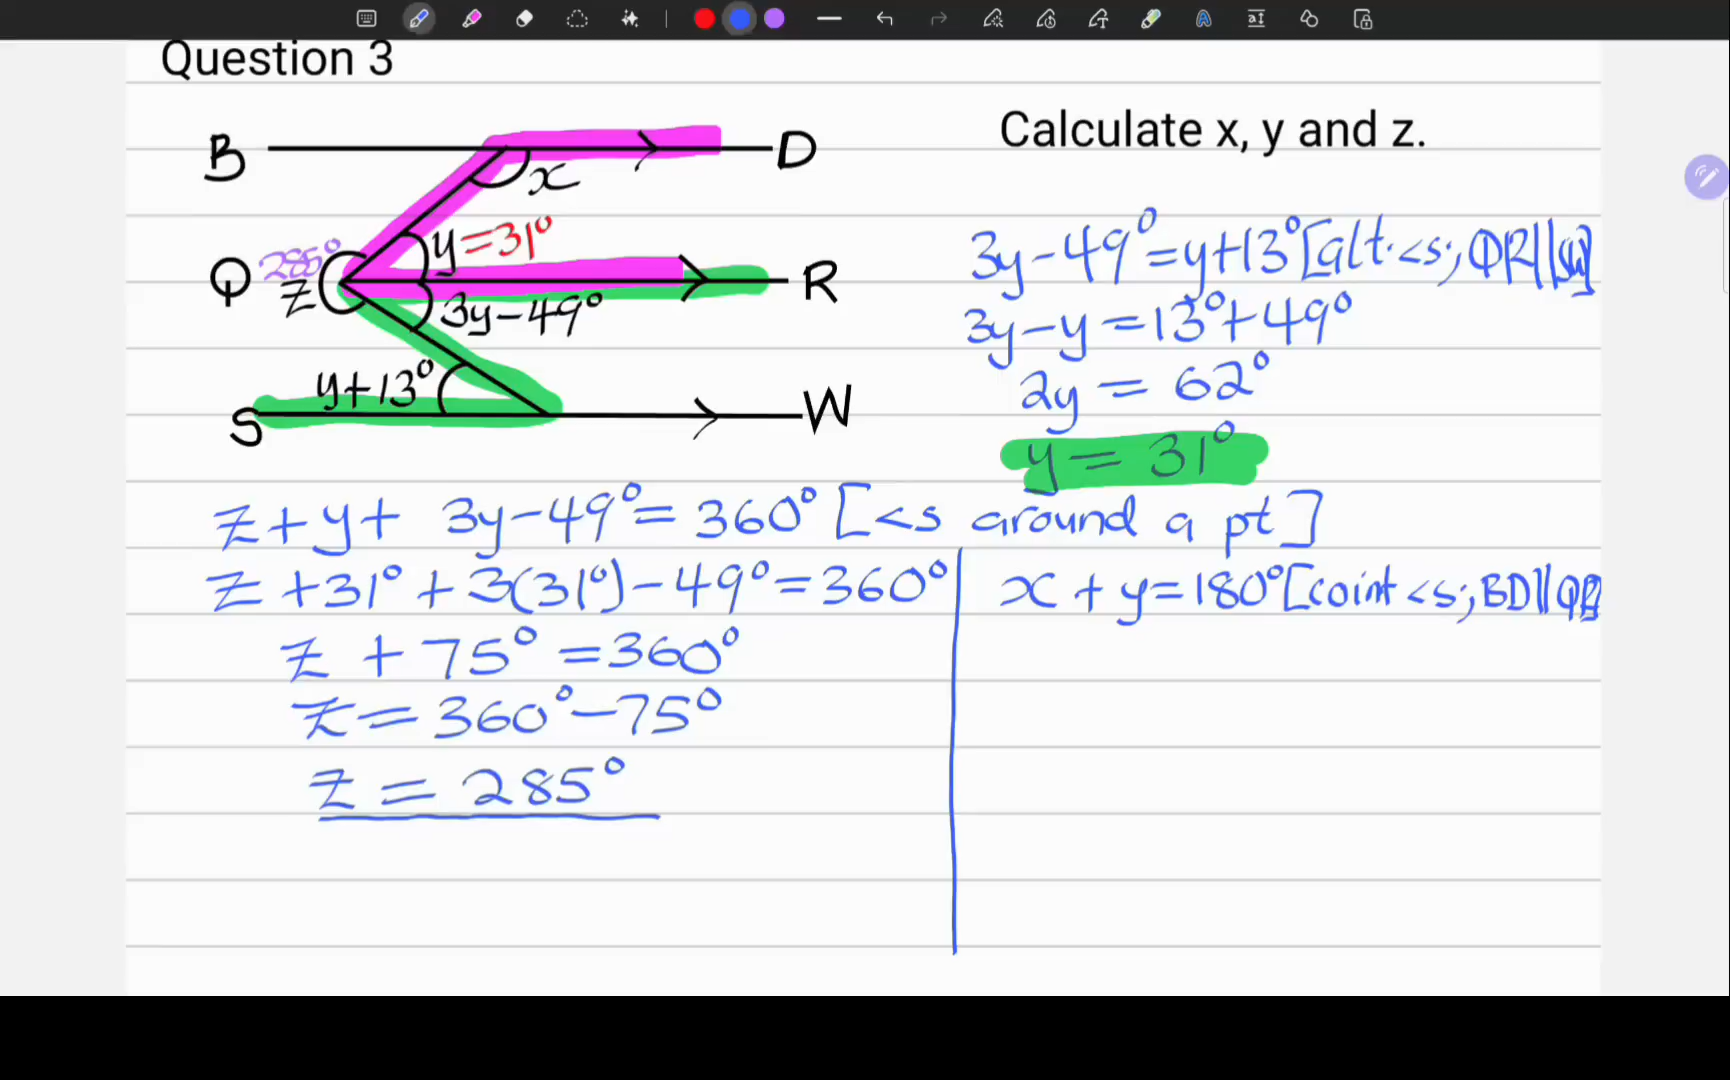 Question 3
Calculate x, y and z.
B
D
x
y=31°
Q
285°
z
R
3y-49°
y+13°
S
W
3y-49°=y+13° [alt.<s;, QR||SW]
3y-y=13°+49°
2y = 62°
y = 31°
z+y+ 3y-49°=360° [<s around a pt]
z+31°+3(31°)-49°=360°
z + 75° =360°
z=360°-75°
z = 285°
x + y=180° [coint <s;, BD||QR